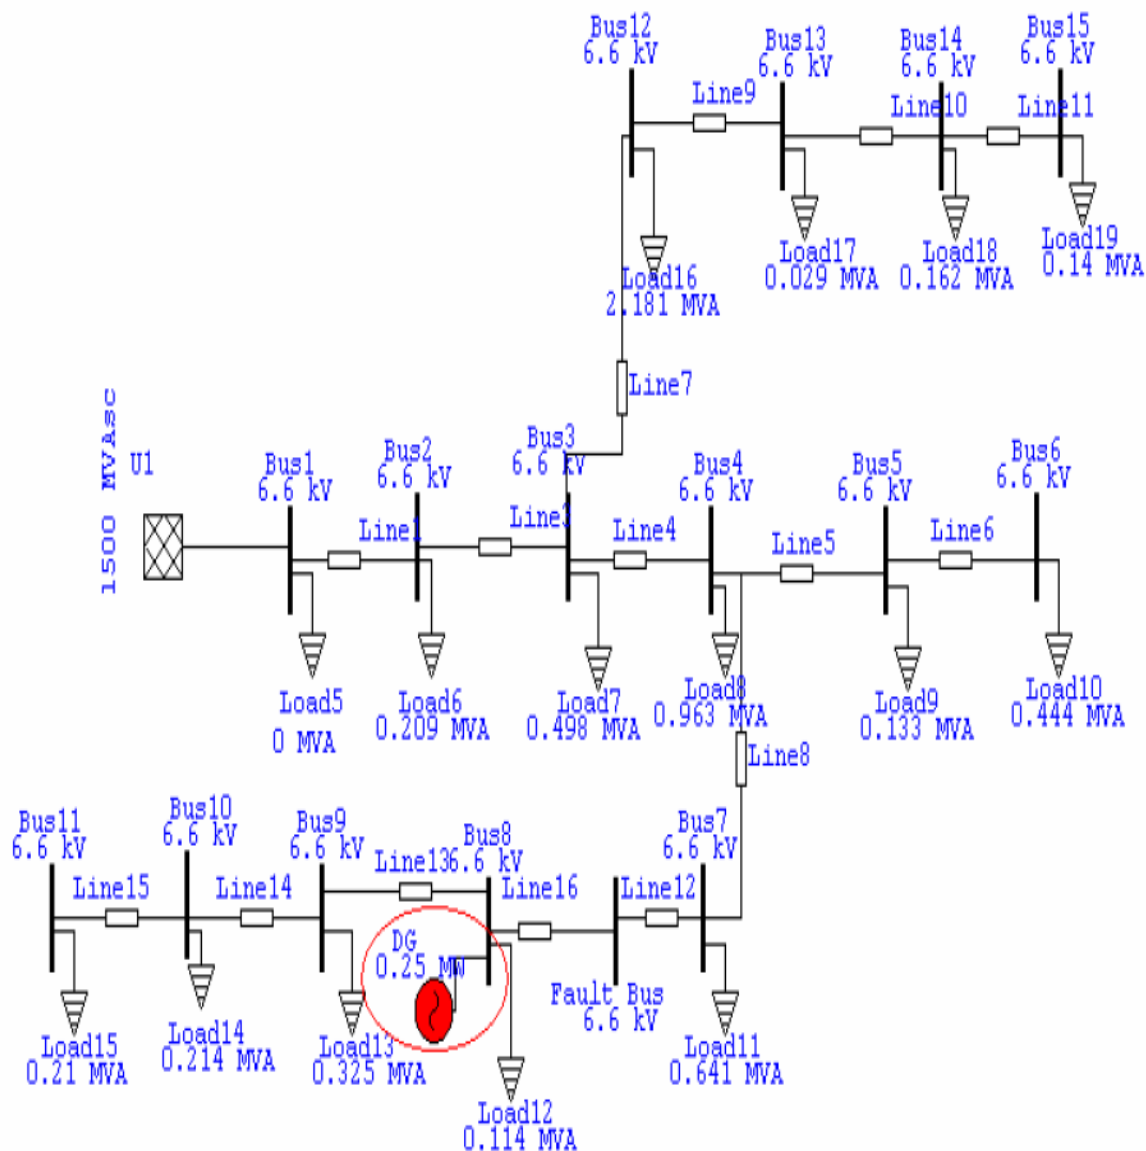 Bus12
6.6 kV
Bus13
6.6 kV
Bus14
6.6 kV
Bus15
6.6 kV
Line9
Line10
Line11
Load16
2.181 MVA
Load17
0.029 MVA
Load18
0.162 MVA
Load19
0.14 MVA
Line7
1500 MVAsc
U1
Bus1
6.6 kV
Bus2
6.6 kV
Bus3
6.6 kV
Bus4
6.6 kV
Bus5
6.6 kV
Bus6
6.6 kV
Line1
Line3
Line4
Line5
Line6
Load5
0 MVA
Load6
0.209 MVA
Load7
0.498 MVA
Load8
0.963 MVA
Load9
0.133 MVA
Load10
0.444 MVA
Line8
Bus11
6.6 kV
Bus10
6.6 kV
Bus9
6.6 kV
Bus8
6.6 kV
Bus7
6.6 kV
Line15
Line14
Line13
Line16
Line12
DG
0.25 MW
Fault Bus
6.6 kV
Load15
0.21 MVA
Load14
0.214 MVA
Load13
0.325 MVA
Load12
0.114 MVA
Load11
0.641 MVA